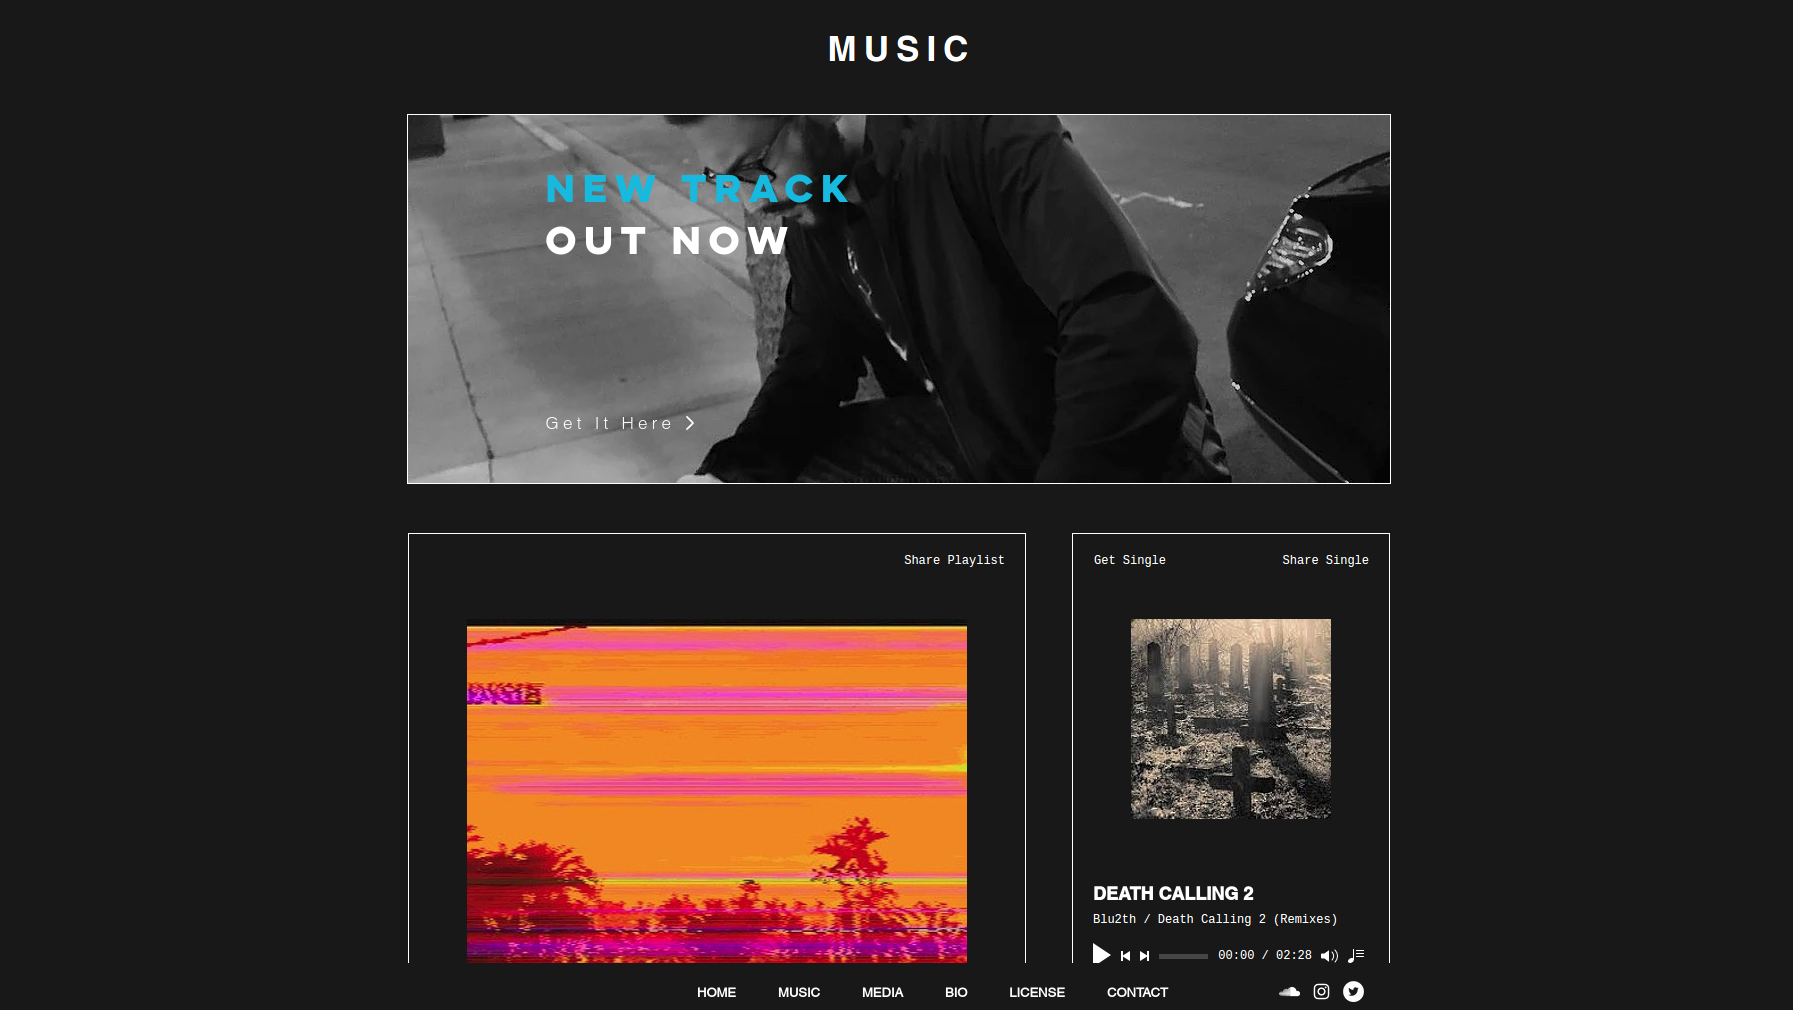 MUSIC
NEW TRACK
OUT NOW
Get It Here
Share Playlist
Get Single
Share Single
DEATH CALLING 2
Blu2th / Death Calling 2 (Remixes)
00:00 / 02:28
HOME MUSIC MEDIA BIO LICENSE CONTACT